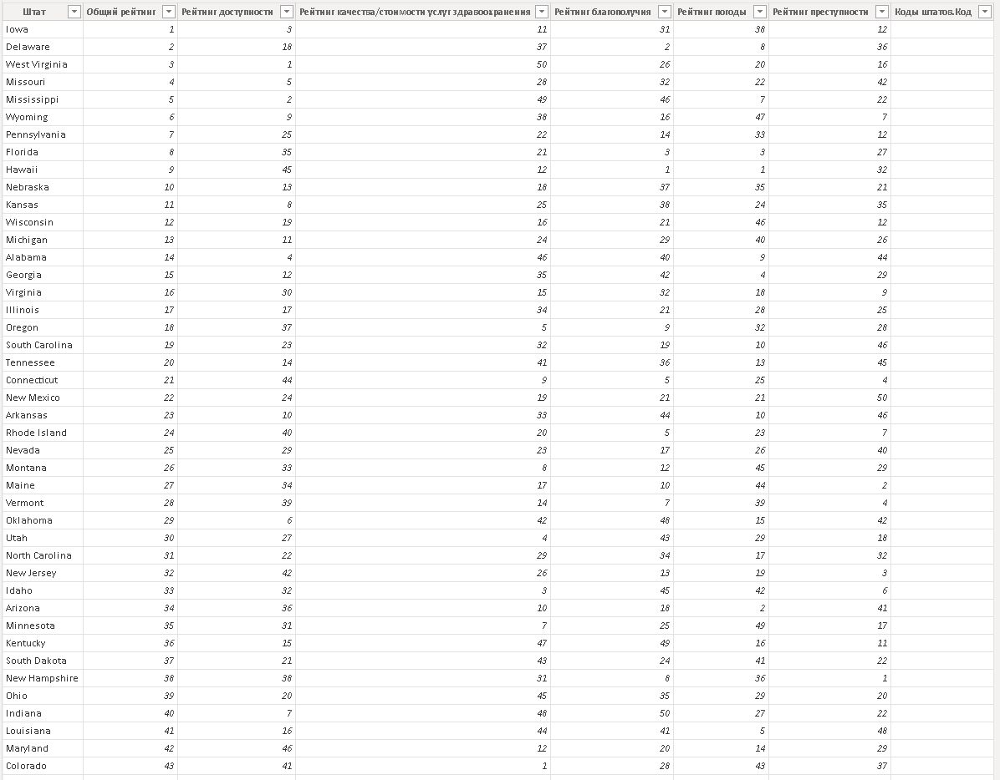 Штат Общий рейтинг Рейтинг доступности Рейтинг качества/стоимости услуг здравоохранения Рейтинг благополучия Рейтинг погоды Рейтинг преступности Коды штатов.Код
Iowa 1 3 11 31 38 12
Delaware 2 18 37 2 8 36
West Virginia 3 1 50 26 20 16
Missouri 4 5 28 32 22 42
Mississippi 5 2 49 46 7 22
Wyoming 6 9 38 16 47 7
Pennsylvania 7 25 22 14 33 12
Florida 8 35 21 3 3 27
Hawaii 9 45 12 1 1 32
Nebraska 10 13 18 37 35 21
Kansas 11 8 25 38 24 35
Wisconsin 12 19 16 21 46 12
Michigan 13 11 24 29 40 26
Alabama 14 4 46 40 9 44
Georgia 15 12 35 42 4 29
Virginia 16 30 15 32 18 9
Illinois 17 17 34 21 28 25
Oregon 18 37 5 9 32 28
South Carolina 19 23 32 19 10 46
Tennessee 20 14 41 36 13 45
Connecticut 21 44 9 5 25 4
New Mexico 22 24 19 21 21 50
Arkansas 23 10 33 44 10 46
Rhode Island 24 40 20 5 23 7
Nevada 25 29 23 17 26 40
Montana 26 33 8 12 45 29
Maine 27 34 17 10 44 2
Vermont 28 39 14 7 39 4
Oklahoma 29 6 42 48 15 42
Utah 30 27 4 43 29 18
North Carolina 31 22 29 34 17 32
New Jersey 32 42 26 13 19 3
Idaho 33 32 3 45 42 6
Arizona 34 36 10 18 2 41
Minnesota 35 31 7 25 49 17
Kentucky 36 15 47 49 16 11
South Dakota 37 21 43 24 41 22
New Hampshire 38 38 31 8 36 1
Ohio 39 20 45 35 29 20
Indiana 40 7 48 50 27 22
Louisiana 41 16 44 41 5 48
Maryland 42 46 12 20 14 29
Colorado 43 41 1 28 43 37